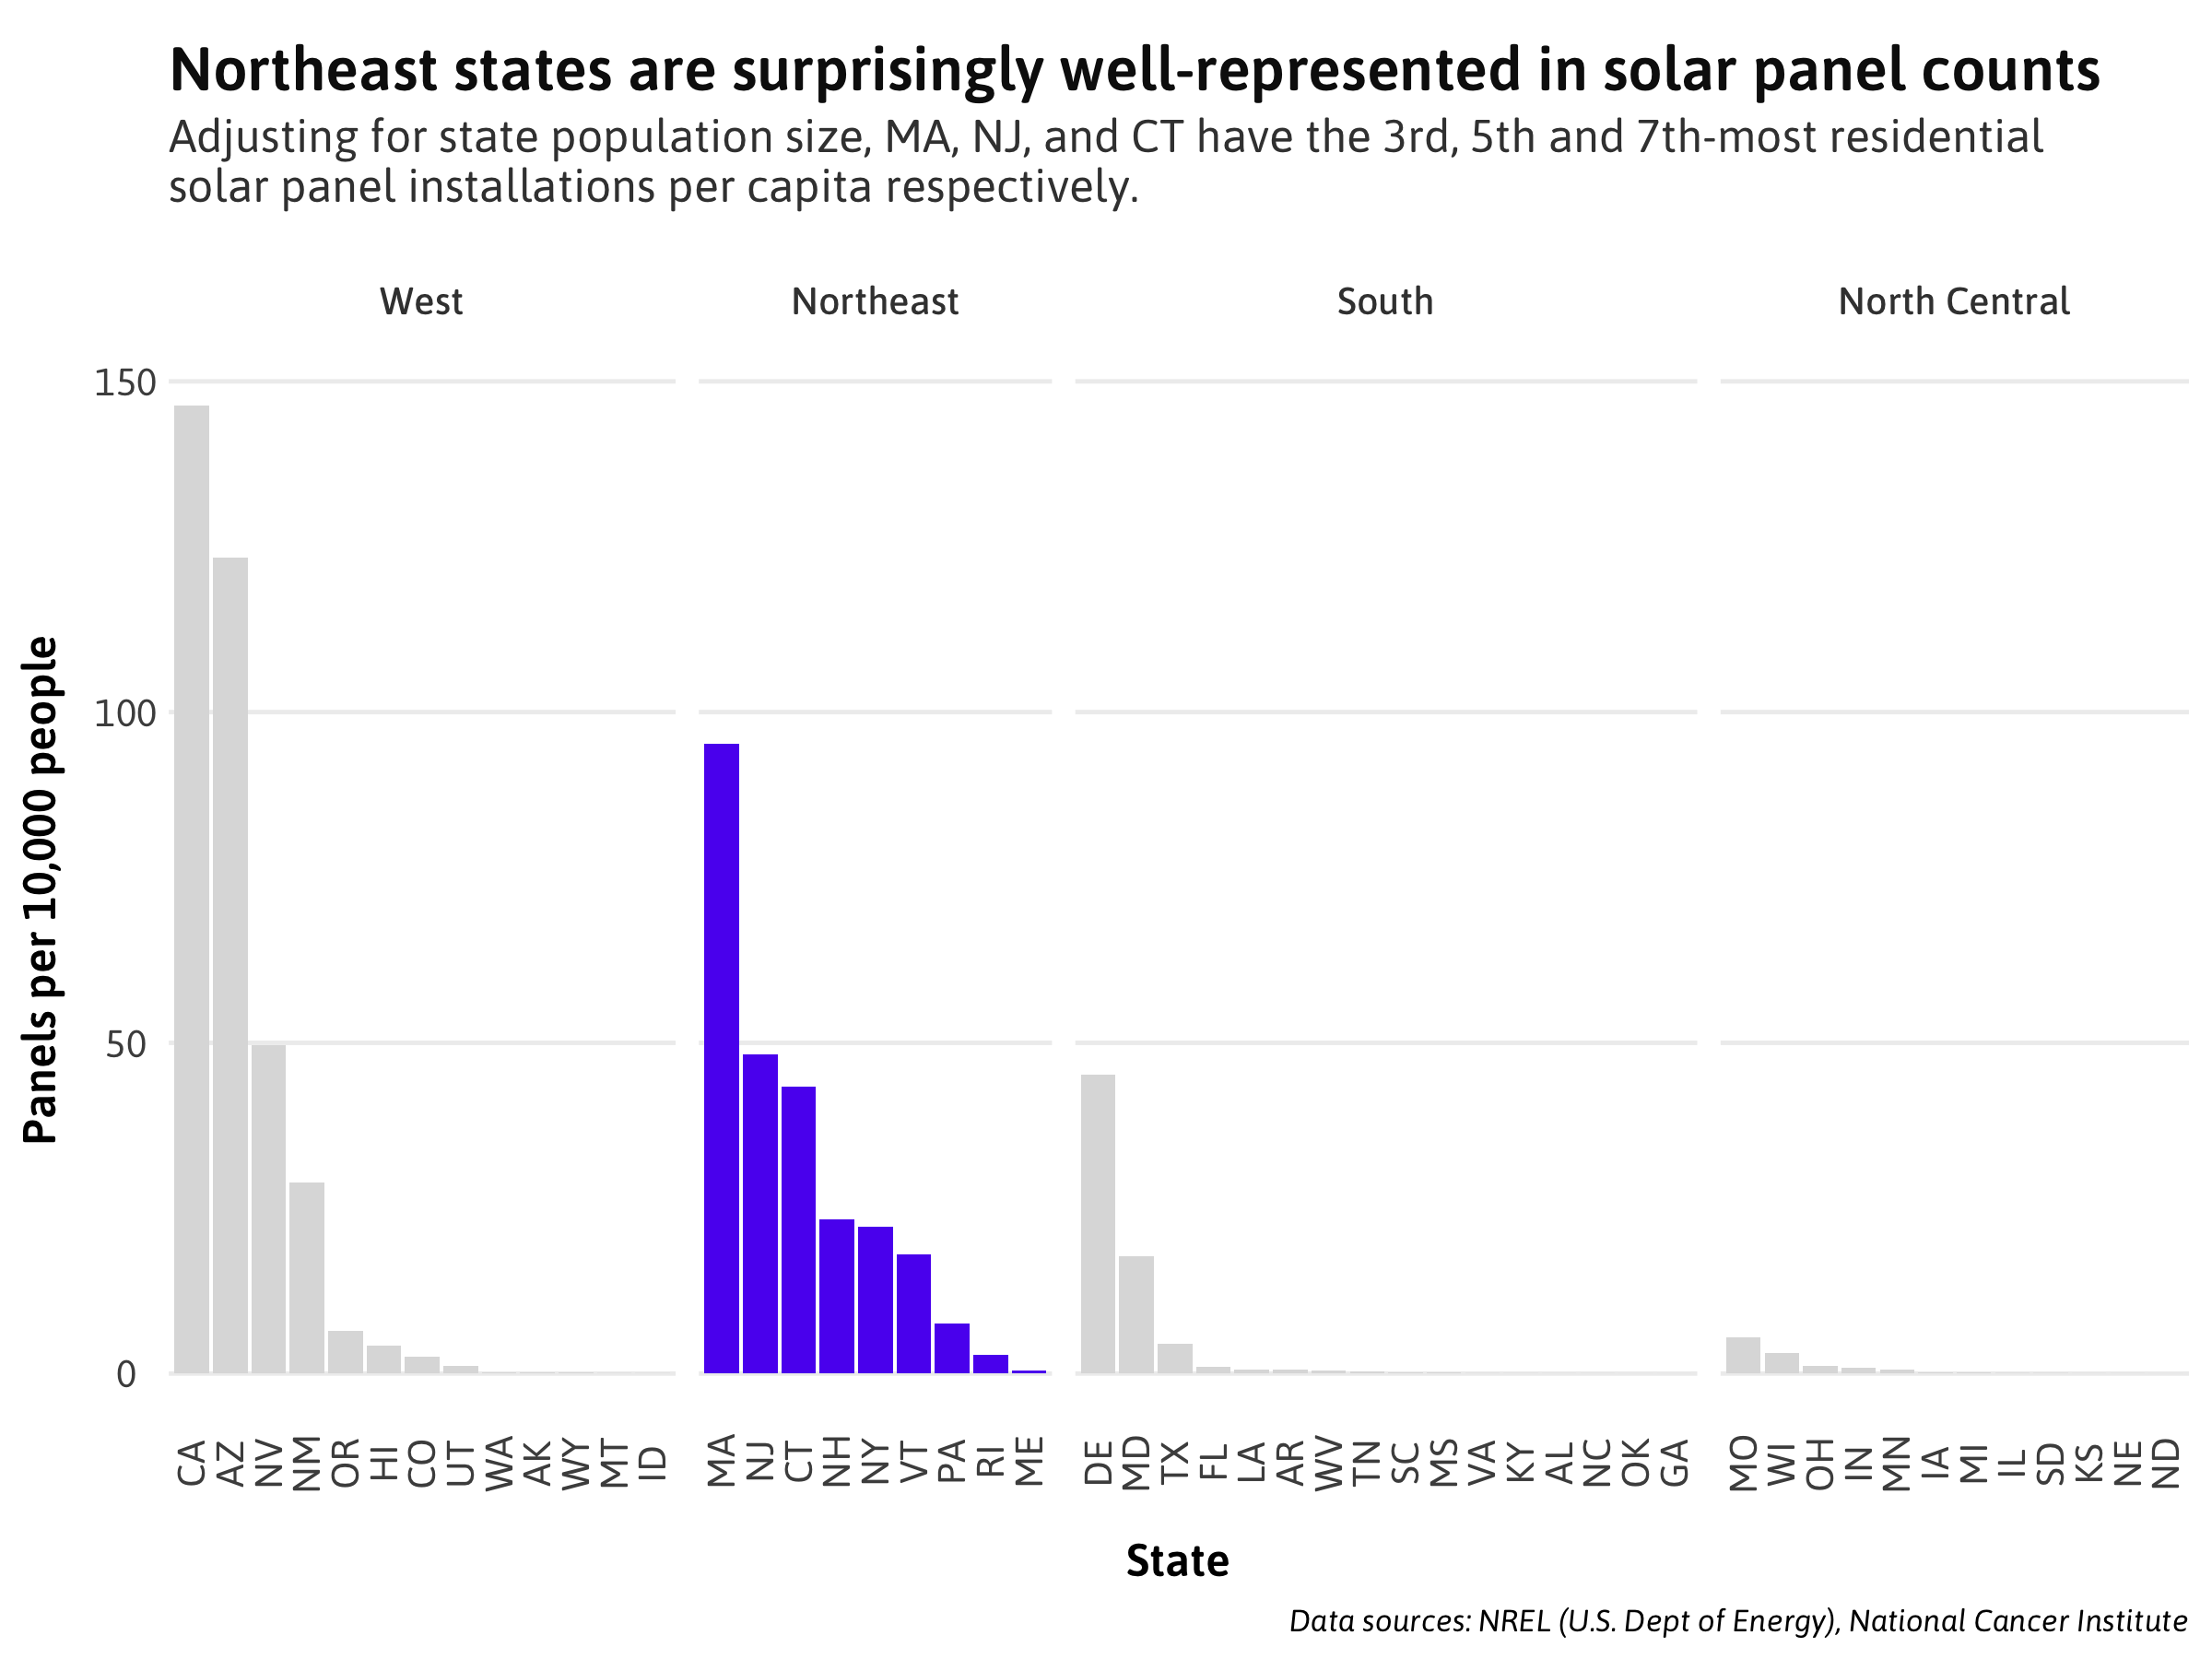 Northeast states are surprisingly well-represented in solar panel counts
Adjusting for state population size, MA, NJ, and CT have the 3rd, 5th and 7th-most residential
solar panel installations per capita respectively.
West
Northeast
South
North Central
Panels per 10,000 people
150
100
50
0
CA
AZ
NV
NM
OR
HI
CO
UT
WA
AK
WY
MT
ID
MA
NJ
CT
NH
NY
VT
PA
RI
ME
DE
MD
TX
FL
LA
AR
WV
TN
SC
MS
VA
KY
AL
NC
OK
GA
MO
WI
OH
IN
MN
IA
MI
IL
SD
KS
NE
ND
State
Data sources: NREL (U.S. Dept of Energy), National Cancer Institute